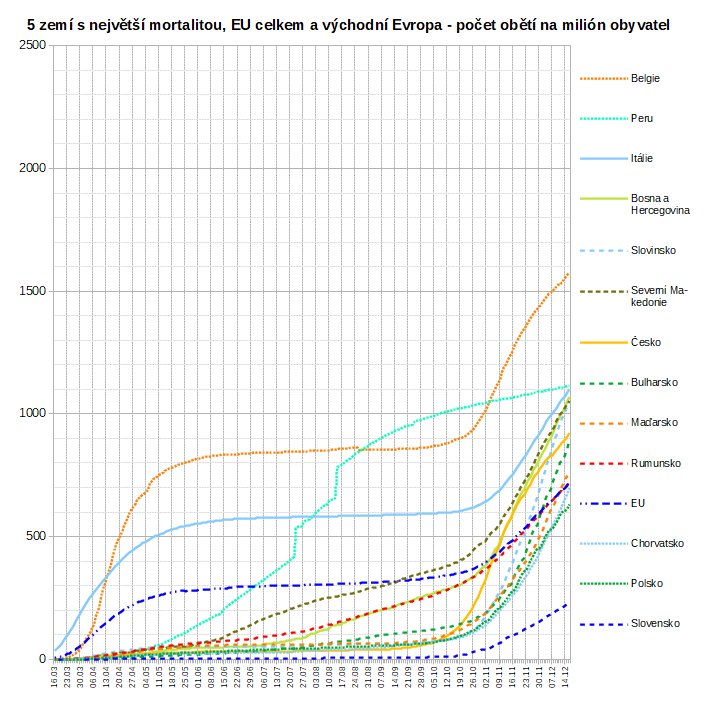 5 zemí s největší mortalitou, EU celkem a východní Evropa - počet obětí na milión obyvatel
2500
2000
1500
1000
500
0
Belgie
Peru
Itálie
Bosna a
Hercegovina
Slovinsko
Severní Ma-
kedonie
Česko
Bulharsko
Maďarsko
Rumunsko
EU
Chorvatsko
Polsko
Slovensko
16.03
23.03
30.03
06.04
13.04
20.04
27.04
04.05
11.05
18.05
25.05
01.06
08.06
15.06
22.06
29.06
06.07
13.07
20.07
27.07
03.08
10.08
17.08
24.08
31.08
07.09
14.09
21.09
28.09
05.10
12.10
19.10
26.10
02.11
09.11
16.11
23.11
30.11
07.12
14.12